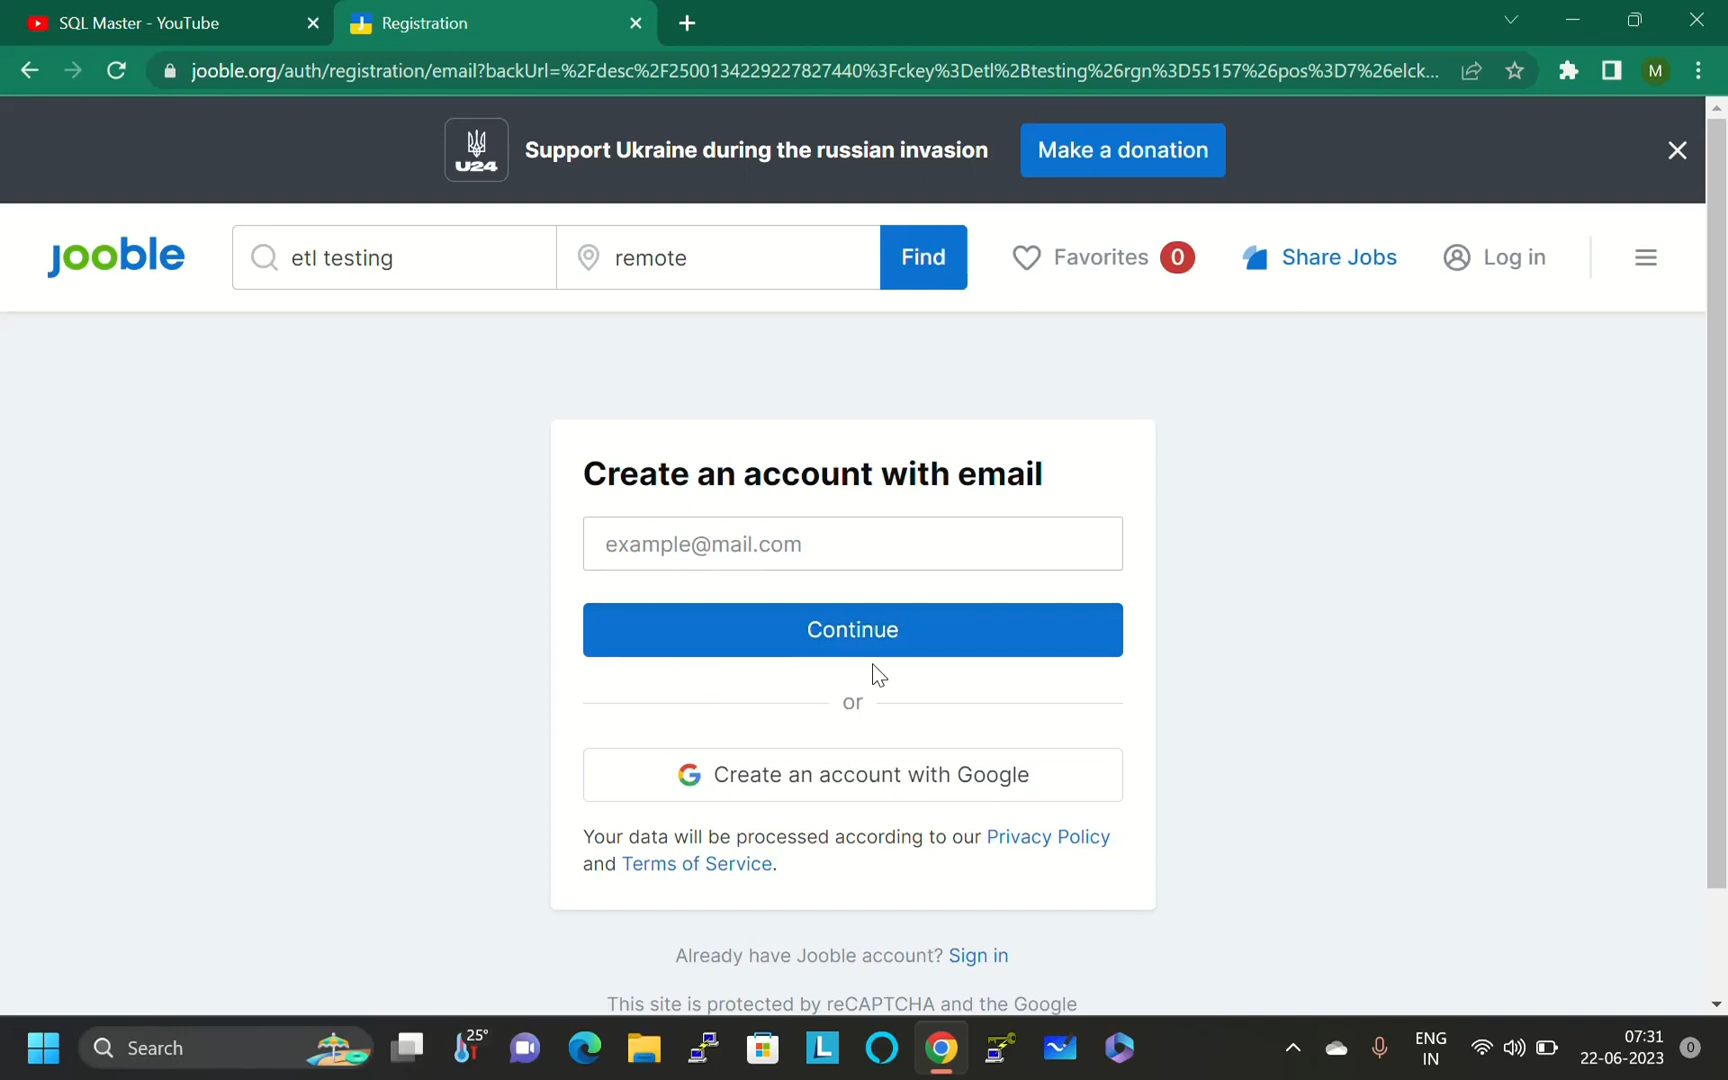 SQL Master - YouTube
Registration
jooble.org/auth/registration/email?backUrl=%2Fdesc%2F2500134229227827440%3Fckey%3Detl%2Btesting%26rgn%3D55157%26pos%3D7%26elck...
M
U24
Support Ukraine during the russian invasion
Make a donation
jooble
etl testing
remote
Find
Favorites 0
Share Jobs
Log in
Create an account with email
example@mail.com
Continue
or
G Create an account with Google
Your data will be processed according to our Privacy Policy
and Terms of Service.
Already have Jooble account? Sign in
This site is protected by reCAPTCHA and the Google
Search
25°
L
ENG
IN
07:31
22-06-2023
0